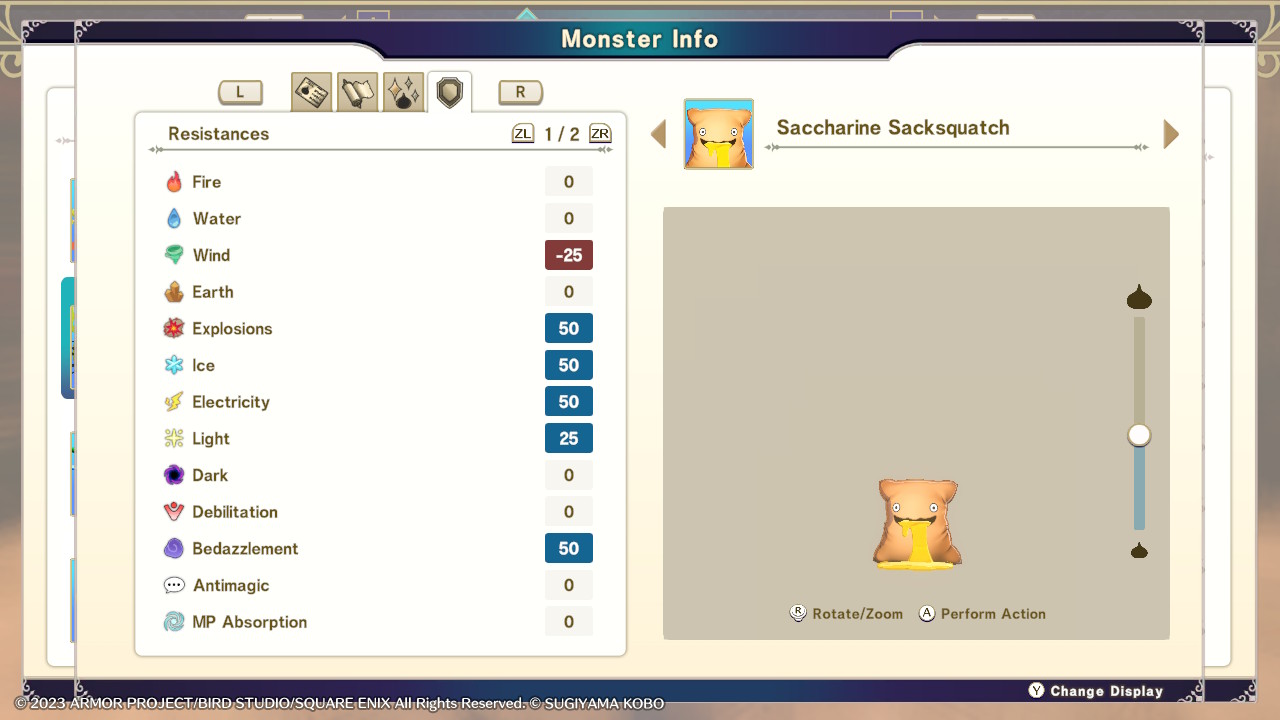 Monster Info
L
R
Resistances
ZL 1 / 2 ZR
Fire 0
Water 0
Wind -25
Earth 0
Explosions 50
Ice 50
Electricity 50
Light 25
Dark 0
Debilitation 0
Bedazzlement 50
Antimagic 0
MP Absorption 0
Saccharine Sacksquatch
R Rotate/Zoom A Perform Action
Y Change Display
© 2023 ARMOR PROJECT/BIRD STUDIO/SQUARE ENIX All Rights Reserved. © SUGIYAMA KOBO